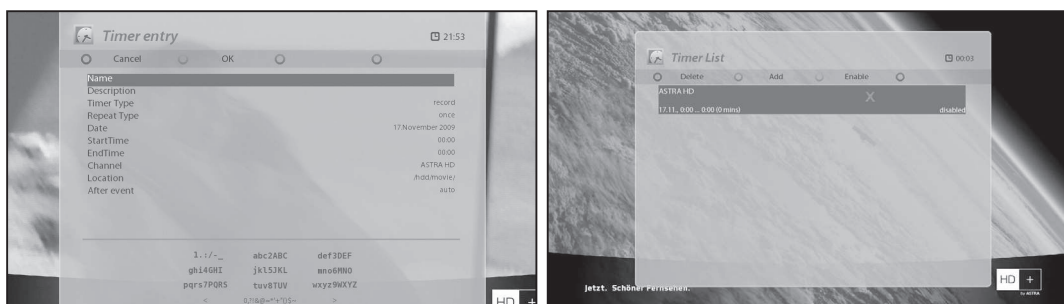 Timer entry
21:53
Cancel OK
Name
Description
Timer Type record
Repeat Type once
Date 17.November 2009
StartTime 00:00
EndTime 00:00
Channel ASTRA HD
Location /hdd/movie/
After event auto
1.:/-_ abc2ABC def3DEF
ghi4GHI jkl5JKL mno6MNO
pqrs7PQRS tuv8TUV wxyz9WXYZ
< >
HD +
Timer List
00:03
Delete Add Enable
ASTRA HD X
17.11., 0:00 ... 0:00 (0 mins) disabled
Jetzt. Schöner Fernsehen.
HD +
by ASTRA